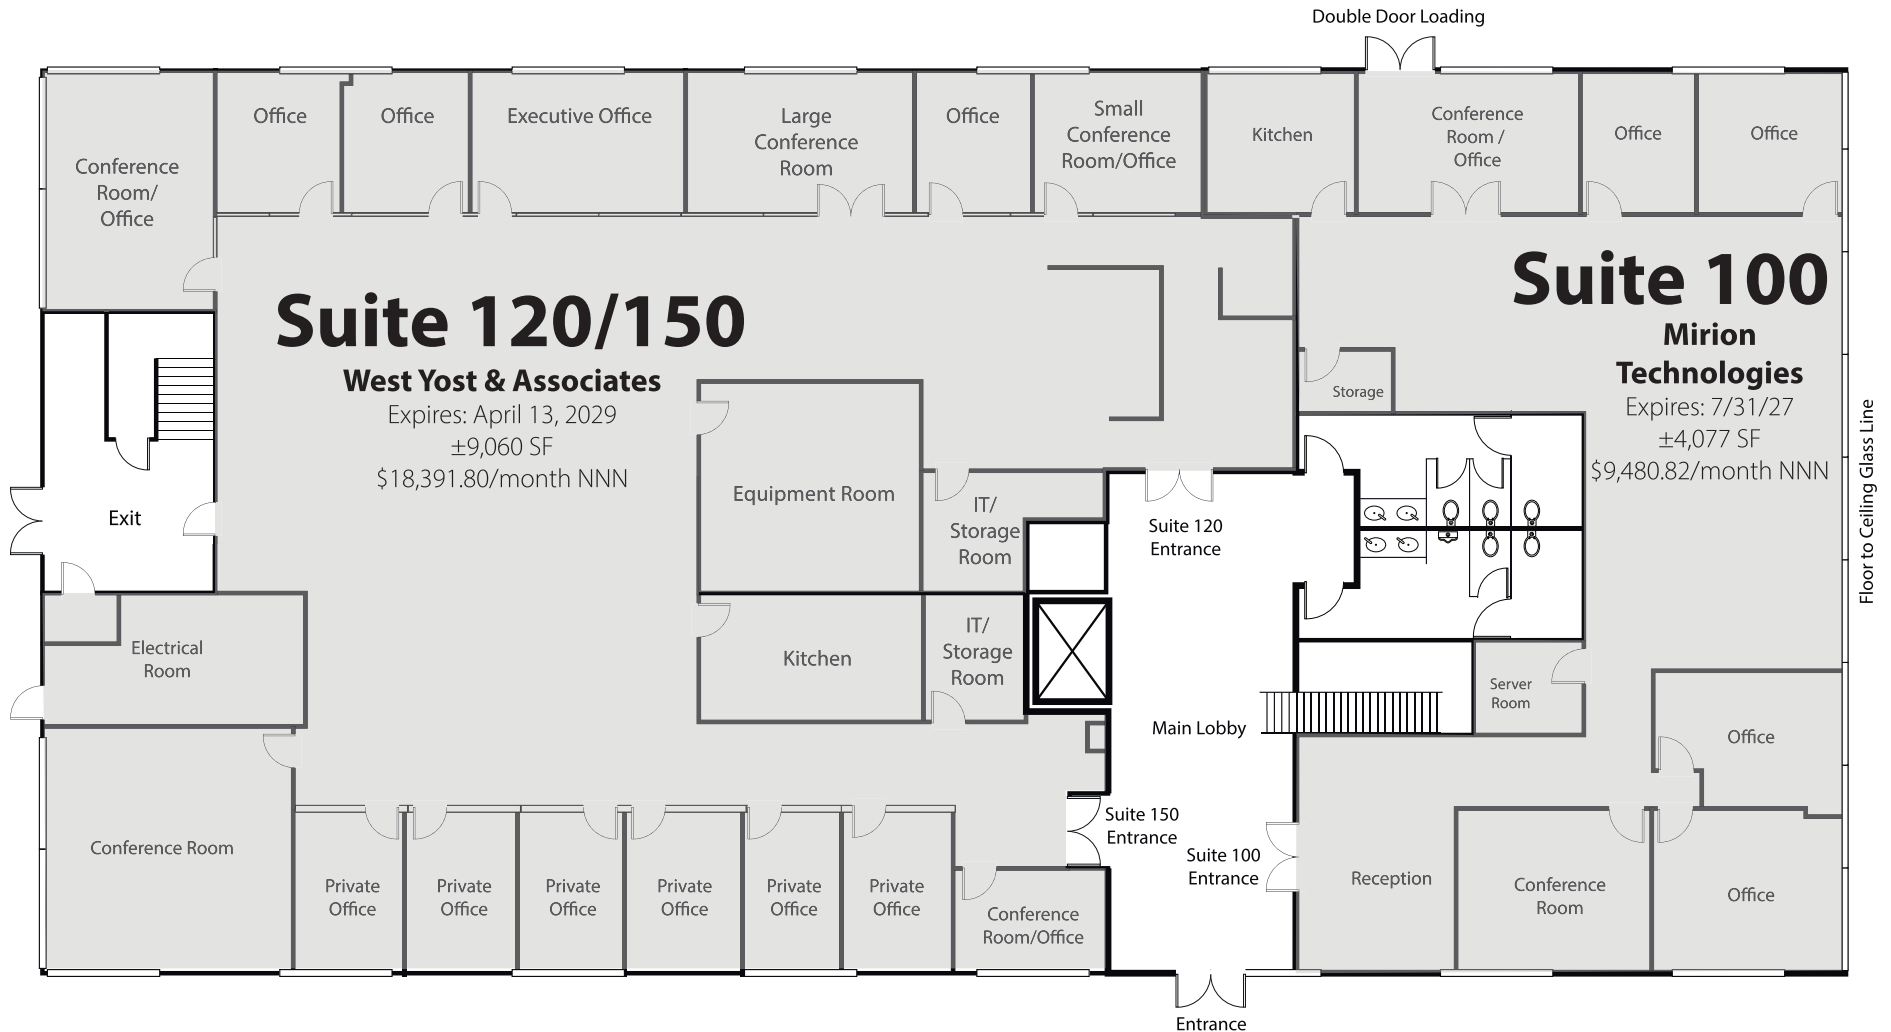 Double Door Loading
Office
Office
Executive Office
Large
Conference
Room
Office
Small
Conference
Room/Office
Kitchen
Conference
Room /
Office
Office
Office
Conference
Room/
Office
Suite 120/150
West Yost & Associates
Expires: April 13, 2029
±9,060 SF
$18,391.80/month NNN
Suite 100
Mirion
Technologies
Expires: 7/31/27
±4,077 SF
$9,480.82/month NNN
Storage
Floor to Ceiling Glass Line
Exit
Equipment Room
IT/
Storage
Room
Suite 120
Entrance
Electrical
Room
Kitchen
IT/
Storage
Room
Main Lobby
Server
Room
Office
Conference Room
Private
Office
Private
Office
Private
Office
Private
Office
Private
Office
Private
Office
Conference
Room/Office
Suite 150
Entrance
Suite 100
Entrance
Reception
Conference
Room
Office
Entrance